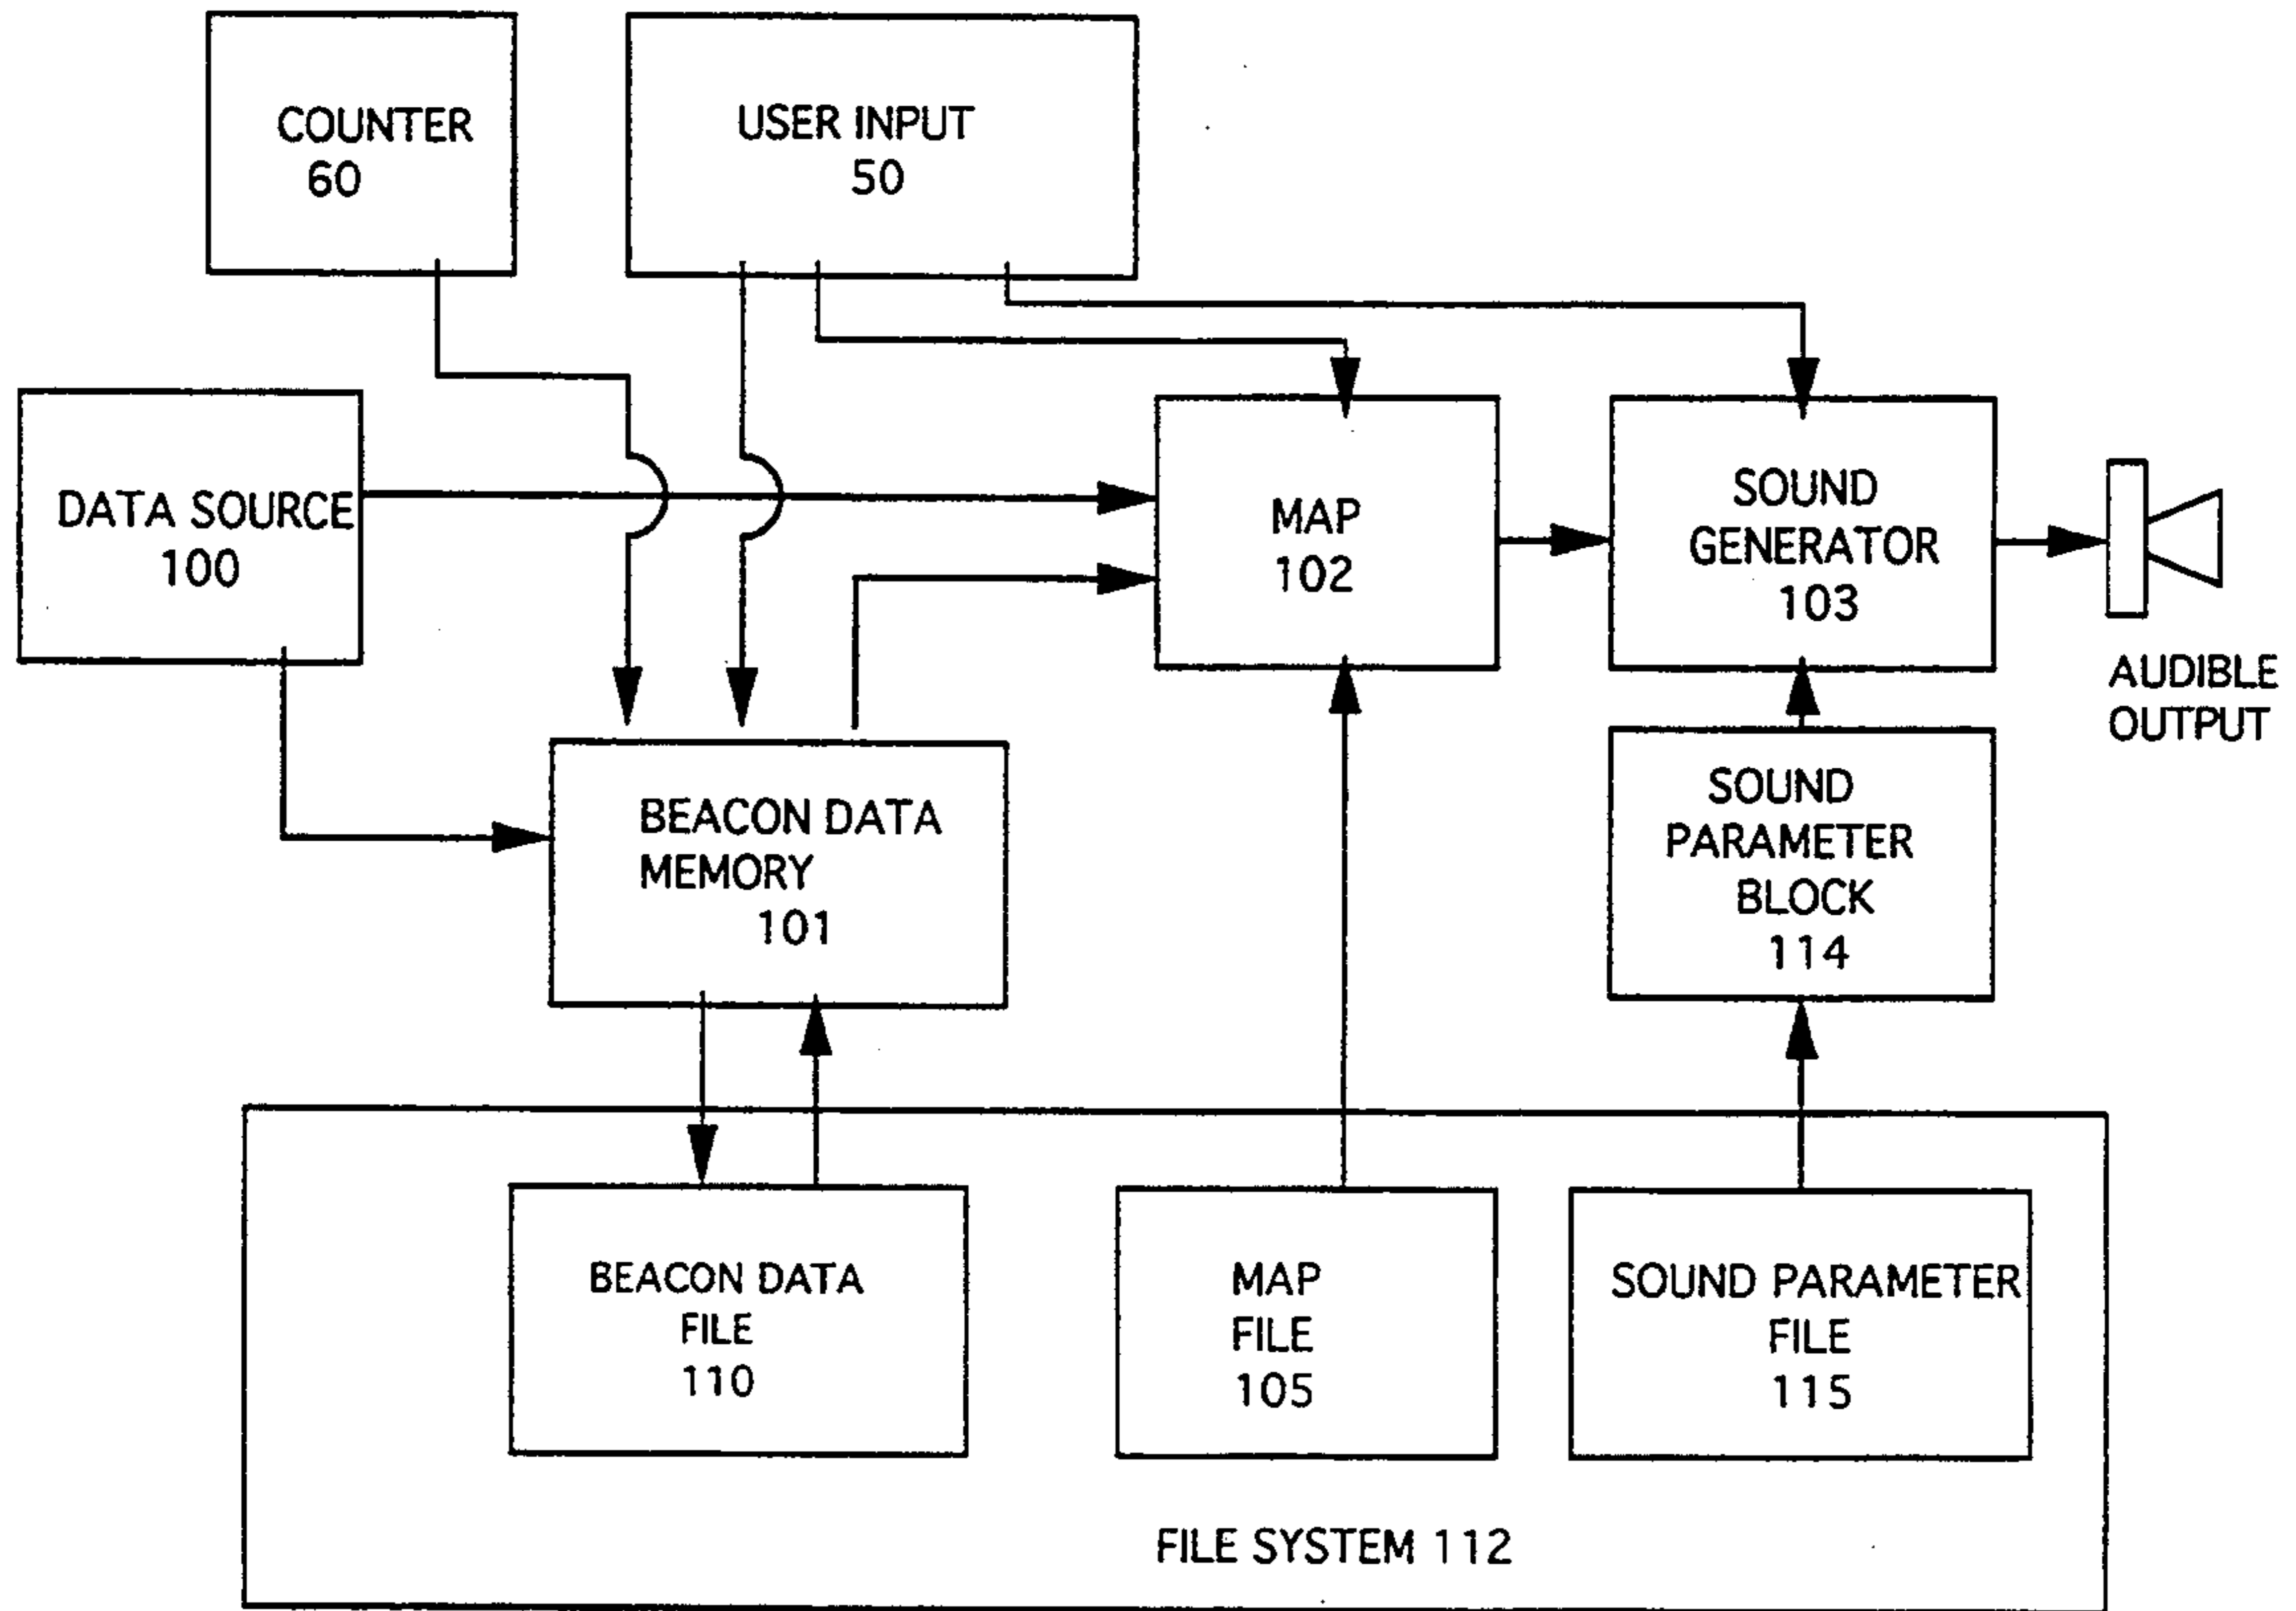 COUNTER
60
USER INPUT
50
DATA SOURCE
100
MAP
102
SOUND
GENERATOR
103
AUDIBLE
OUTPUT
BEACON DATA
MEMORY
101
SOUND
PARAMETER
BLOCK
114
BEACON DATA
FILE
110
MAP
FILE
105
SOUND PARAMETER
FILE
115
FILE SYSTEM 112